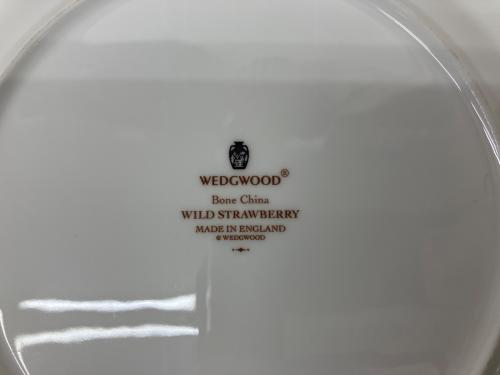 WEDGWOOD®
Bone China
WILD STRAWBERRY
MADE IN ENGLAND
© WEDGWOOD